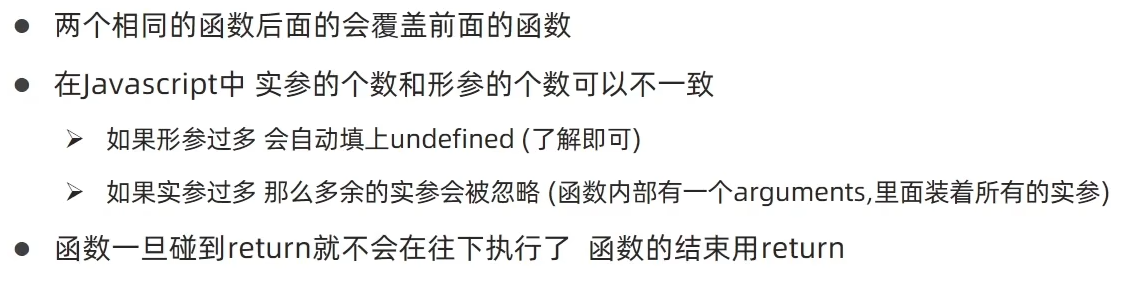 两个相同的函数后面的会覆盖前面的函数
在Javascript中 实参的个数和形参的个数可以不一致
如果形参过多 会自动填上undefined (了解即可)
如果实参过多 那么多余的实参会被忽略 (函数内部有一个arguments,里面装着所有的实参)
函数一旦碰到return就不会在往下执行了 函数的结束用return